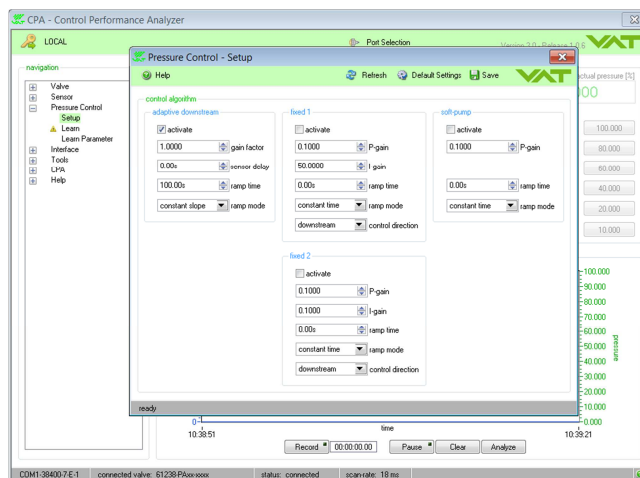 CPA - Control Performance Analyzer
LOCAL
Port Selection
Version 2.0 - Release 1.0.6
VAT
navigation
Valve
Sensor
Pressure Control
Setup
Learn
Learn Parameter
Interface
Tools
CPA
Help
Pressure Control - Setup
Help
Refresh
Default Settings
Save
VAT
control algorithm
adaptive downstream
activate
1.0000 gain factor
0.00s sensor delay
100.00s ramp time
constant slope ramp mode
fixed 1
activate
0.1000 P-gain
50.0000 I-gain
0.00s ramp time
constant time ramp mode
downstream control direction
soft-pump
activate
0.1000 P-gain
0.00s ramp time
constant time ramp mode
fixed 2
activate
0.1000 P-gain
0.1000 I-gain
0.00s ramp time
constant time ramp mode
downstream control direction
ready
actual pressure [%]
100.000
80.000
60.000
40.000
20.000
10.000
100.000
90.000
80.000
70.000
60.000
50.000
40.000
30.000
20.000
10.000
0.000
pressure
0
10:38:51
time
10:39:21
Record
00:00:00.00
Pause
Clear
Analyze
COM1-38400-7-E-1
connected valve: 61238-PAxx-xxxx
status: connected
scan-rate: 18 ms